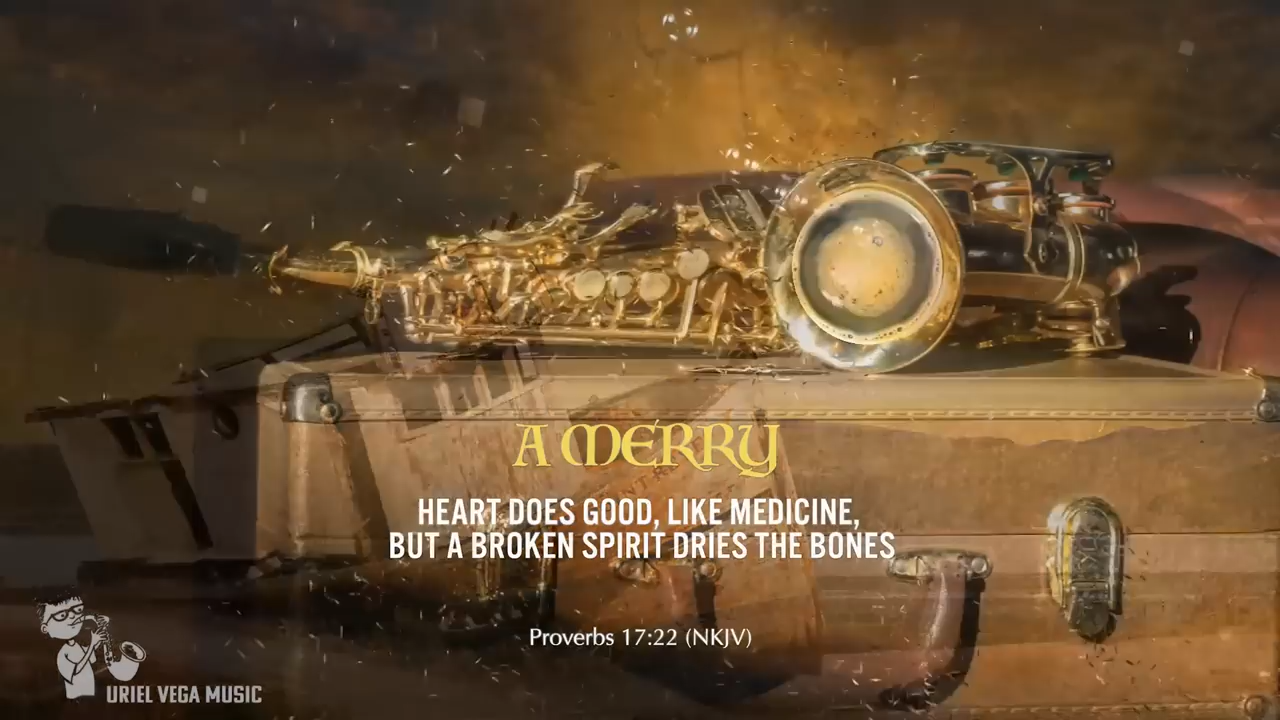 A MERRY
HEART DOES GOOD, LIKE MEDICINE,
BUT A BROKEN SPIRIT DRIES THE BONES
Proverbs 17:22 (NKJV)
URIEL VEGA MUSIC